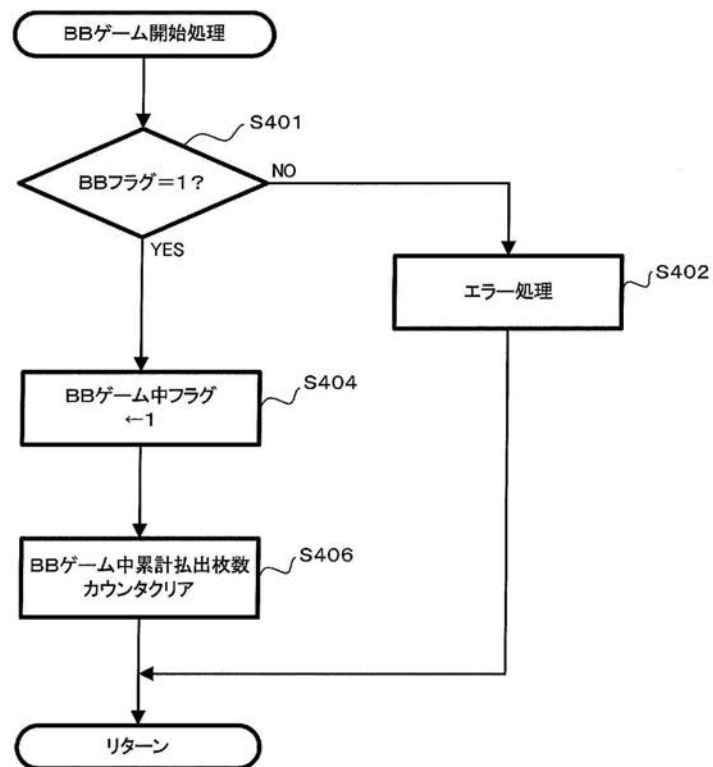 BBゲーム開始処理
S401
BBフラグ=1?
NO
YES
エラー処理
S402
BBゲーム中フラグ
←1
S404
BBゲーム中累計払出枚数
カウンタクリア
S406
リターン